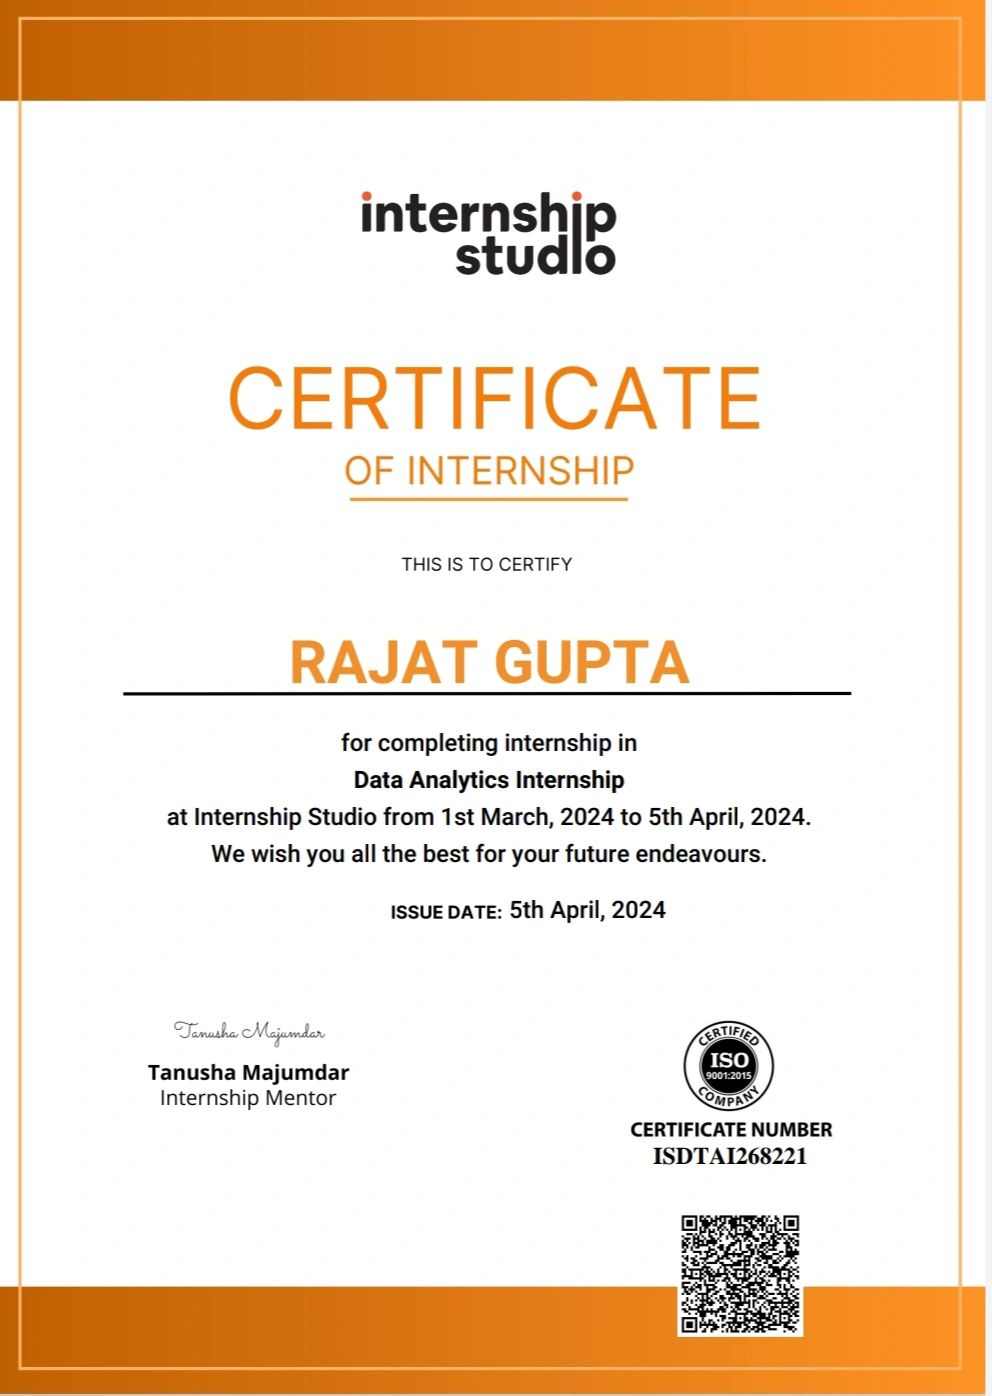 internship
studio
CERTIFICATE
OF INTERNSHIP
THIS IS TO CERTIFY
RAJAT GUPTA
for completing internship in
Data Analytics Internship
at Internship Studio from 1st March, 2024 to 5th April, 2024.
We wish you all the best for your future endeavours.
ISSUE DATE: 5th April, 2024
Tanusha Majumdar
Tanusha Majumdar
Internship Mentor
CERTIFIED
ISO
9001:2015
COMPANY
CERTIFICATE NUMBER
ISDTAI268221